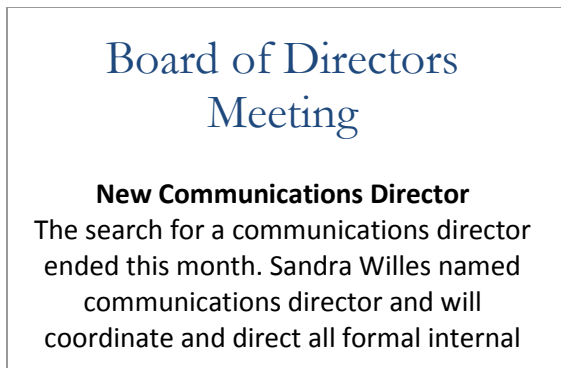 Board of Directors
Meeting
New Communications Director
The search for a communications director
ended this month. Sandra Willes named
communications director and will
coordinate and direct all formal internal